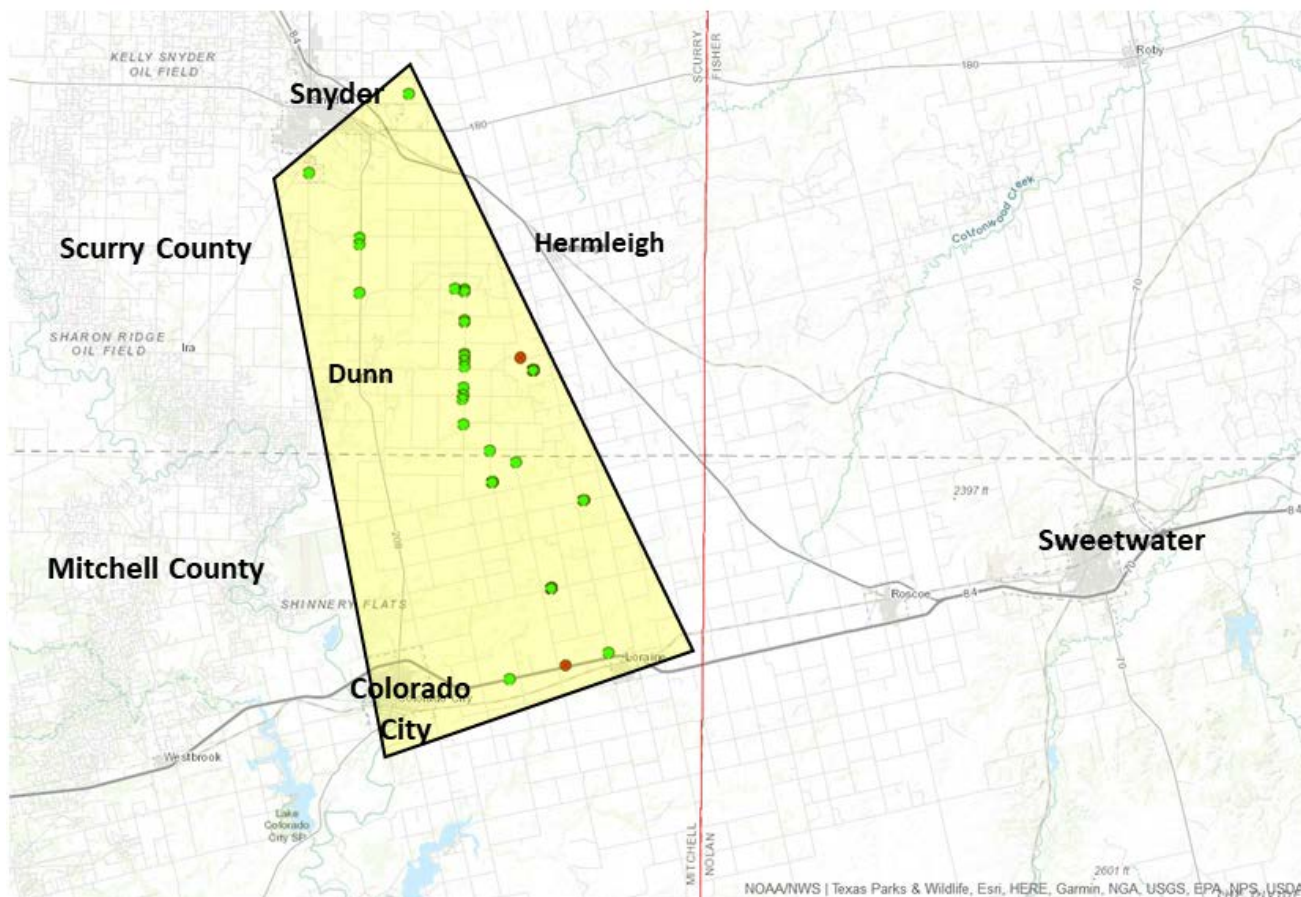 84
KELLY SNYDER
OIL FIELD
SCURRY
FISHER
Roby
180
Snyder
180
Cottonwood Creek
Scurry County
Hermleigh
70
SHARON RIDGE
OIL FIELD
Ira
Dunn
2397 ft
84
Sweetwater
208
Mitchell County
SHINNERY FLATS
Roscoe
84
70
Loraine
70
Colorado
City
Westbrook
Lake
Colorado
City SP
MITCHELL
NOLAN
2601 ft
NOAA/NWS | Texas Parks & Wildlife, Esri, HERE, Garmin, NGA, USGS, EPA, NPS, USDA